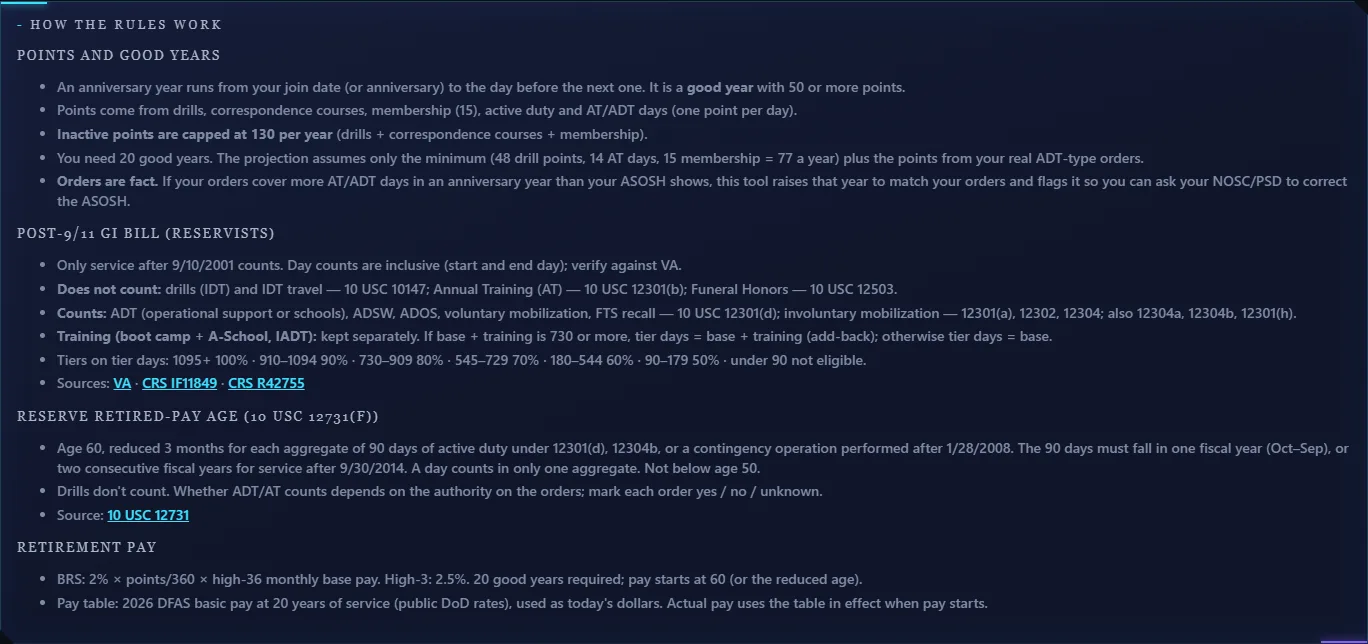 - HOW THE RULES WORK
POINTS AND GOOD YEARS
• An anniversary year runs from your join date (or anniversary) to the day before the next one. It is a good year with 50 or more points.
• Points come from drills, correspondence courses, membership (15), active duty and AT/ADT days (one point per day).
• Inactive points are capped at 130 per year (drills + correspondence courses + membership).
• You need 20 good years. The projection assumes only the minimum (48 drill points, 14 AT days, 15 membership = 77 a year) plus the points from your real ADT-type orders.
• Orders are fact. If your orders cover more AT/ADT days in an anniversary year than your ASOSH shows, this tool raises that year to match your orders and flags it so you can ask your NOSC/PSD to correct
the ASOSH.
POST-9/11 GI BILL (RESERVISTS)
• Only service after 9/10/2001 counts. Day counts are inclusive (start and end day); verify against VA.
• Does not count: drills (IDT) and IDT travel — 10 USC 10147; Annual Training (AT) — 10 USC 12301(b); Funeral Honors — 10 USC 12503.
• Counts: ADT (operational support or schools), ADSW, ADOS, voluntary mobilization, FTS recall — 10 USC 12301(d); involuntary mobilization — 12301(a), 12302, 12304; also 12304a, 12304b, 12301(h).
• Training (boot camp + A-School, IADT): kept separately. If base + training is 730 or more, tier days = base + training (add-back); otherwise tier days = base.
• Tiers on tier days: 1095+ 100% · 910–1094 90% · 730–909 80% · 545–729 70% · 180–544 60% · 90–179 50% · under 90 not eligible.
• Sources: VA · CRS IF11849 · CRS R42755
RESERVE RETIRED-PAY AGE (10 USC 12731(F))
• Age 60, reduced 3 months for each aggregate of 90 days of active duty under 12301(d), 12304b, or a contingency operation performed after 1/28/2008. The 90 days must fall in one fiscal year (Oct–Sep), or
two consecutive fiscal years for service after 9/30/2014. A day counts in only one aggregate. Not below age 50.
• Drills don't count. Whether ADT/AT counts depends on the authority on the orders; mark each order yes / no / unknown.
• Source: 10 USC 12731
RETIREMENT PAY
• BRS: 2% × points/360 × high-36 monthly base pay. High-3: 2.5%. 20 good years required; pay starts at 60 (or the reduced age).
• Pay table: 2026 DFAS basic pay at 20 years of service (public DoD rates), used as today's dollars. Actual pay uses the table in effect when pay starts.